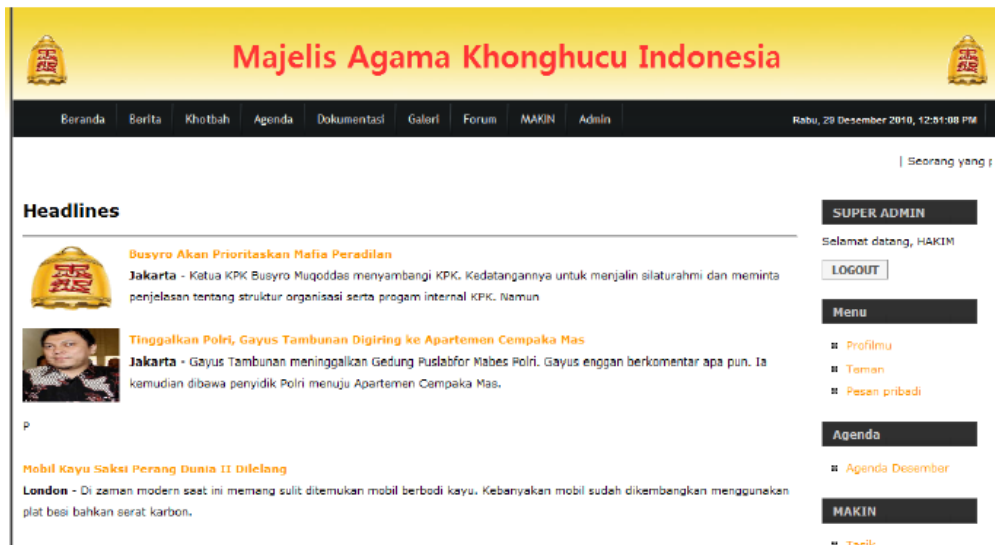 Majelis Agama Khonghucu Indonesia
Beranda Berita Khotbah Agenda Dokumentasi Galeri Forum MAKIN Admin Rabu, 29 Desember 2010, 12:51:08 PM
| Seorang yang p
Headlines
Busyro Akan Prioritaskan Mafia Peradilan
Jakarta - Ketua KPK Busyro Muqoddas menyambangi KPK. Kedatangannya untuk menjalin silaturahmi dan meminta
penjelasan tentang struktur organisasi serta progam internal KPK. Namun
Tinggalkan Polri, Gayus Tambunan Digiring ke Apartemen Cempaka Mas
Jakarta - Gayus Tambunan meninggalkan Gedung Puslabfor Mabes Polri. Gayus enggan berkomentar apa pun. Ia
kemudian dibawa penyidik Polri menuju Apartemen Cempaka Mas.
P
Mobil Kayu Saksi Perang Dunia II Dilelang
London - Di zaman modern saat ini memang sulit ditemukan mobil berbodi kayu. Kebanyakan mobil sudah dikembangkan menggunakan
plat besi bahkan serat karbon.
SUPER ADMIN
Selamat datang, HAKIM
LOGOUT
Menu
Profilmu
Teman
Pesan pribadi
Agenda
Agenda Desember
MAKIN
Tasik